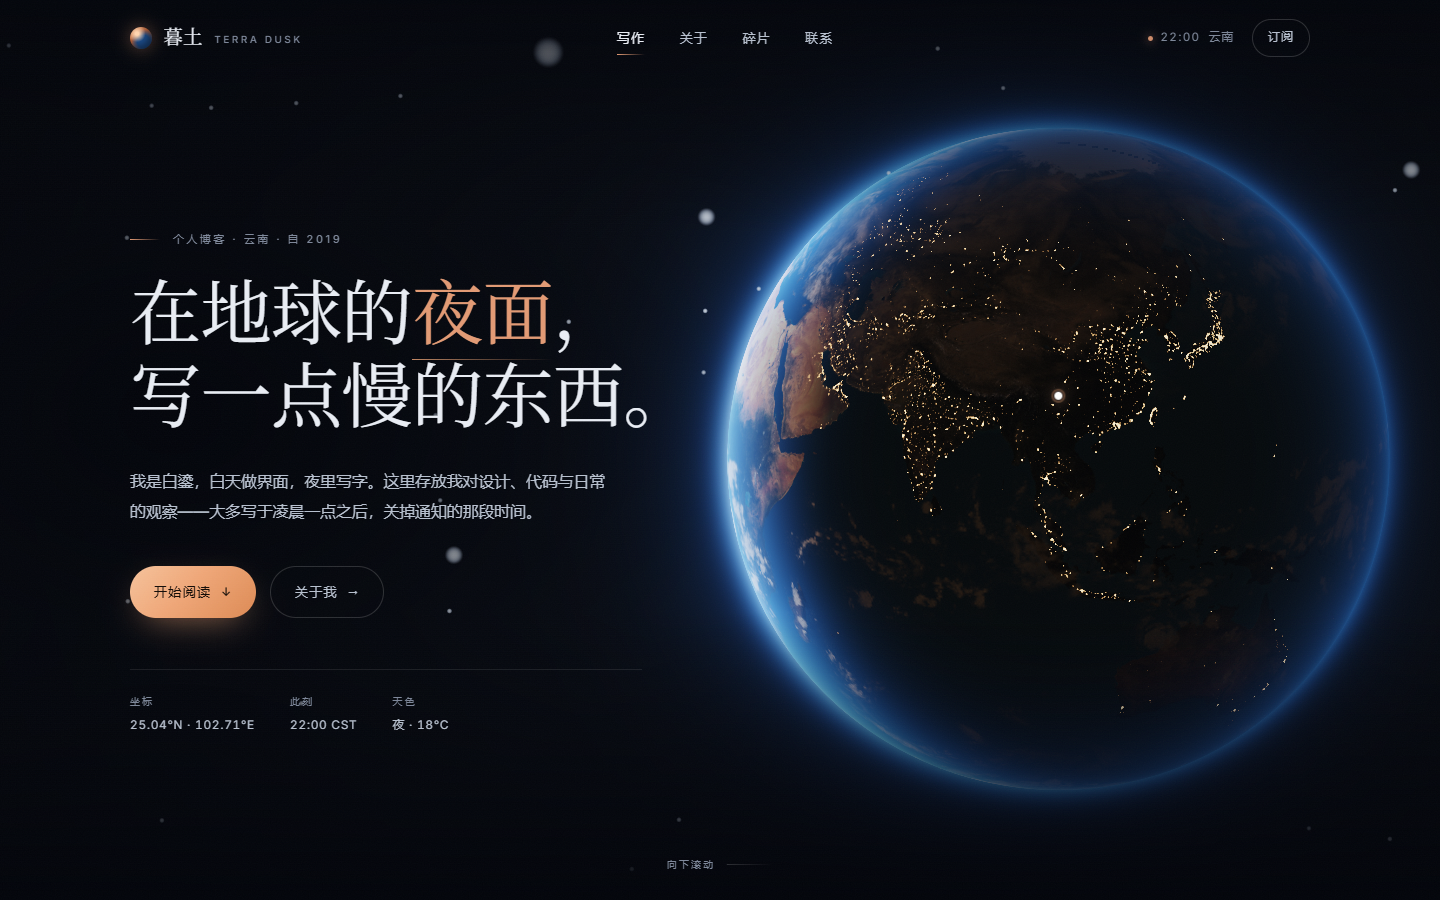 暮土 TERRA DUSK
写作 关于 碎片 联系
22:00 云南 订阅
个人博客 · 云南 · 自 2019
在地球的夜面，
写一点慢的东西。
我是白鎏，白天做界面，夜里写字。这里存放我对设计、代码与日常
的观察——大多写于凌晨一点之后，关掉通知的那段时间。
开始阅读 ↓ 关于我 →
坐标 此刻 天色
25.04°N · 102.71°E 22:00 CST 夜 · 18°C
向下滚动